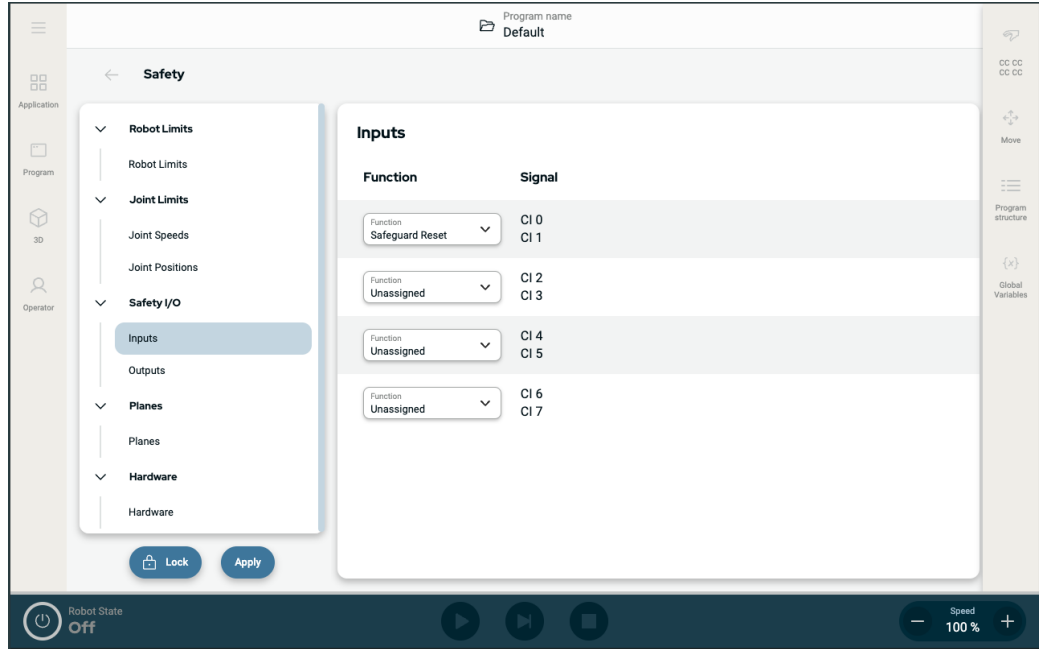 Program name
Default
Safety
Application
Program
3D
Operator
Robot Limits
Robot Limits
Joint Limits
Joint Speeds
Joint Positions
Safety I/O
Inputs
Outputs
Planes
Planes
Hardware
Hardware
Lock
Apply
Inputs
Function Signal
Function
Safeguard Reset
CI 0
CI 1
Function
Unassigned
CI 2
CI 3
Function
Unassigned
CI 4
CI 5
Function
Unassigned
CI 6
CI 7
CC CC
CC CC
Move
Program
structure
{x}
Global
Variables
Robot State
Off
Speed
100 %